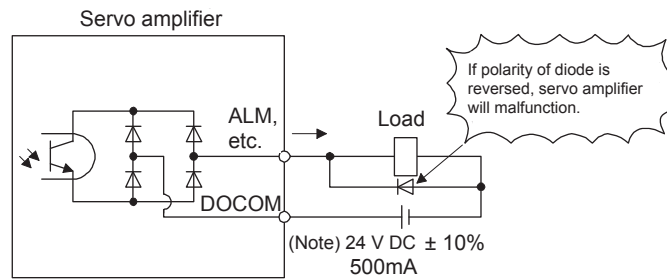 Servo amplifier
If polarity of diode is
reversed, servo amplifier
will malfunction.
ALM,
etc.
Load
DOCOM
(Note) 24 V DC ± 10%
500mA